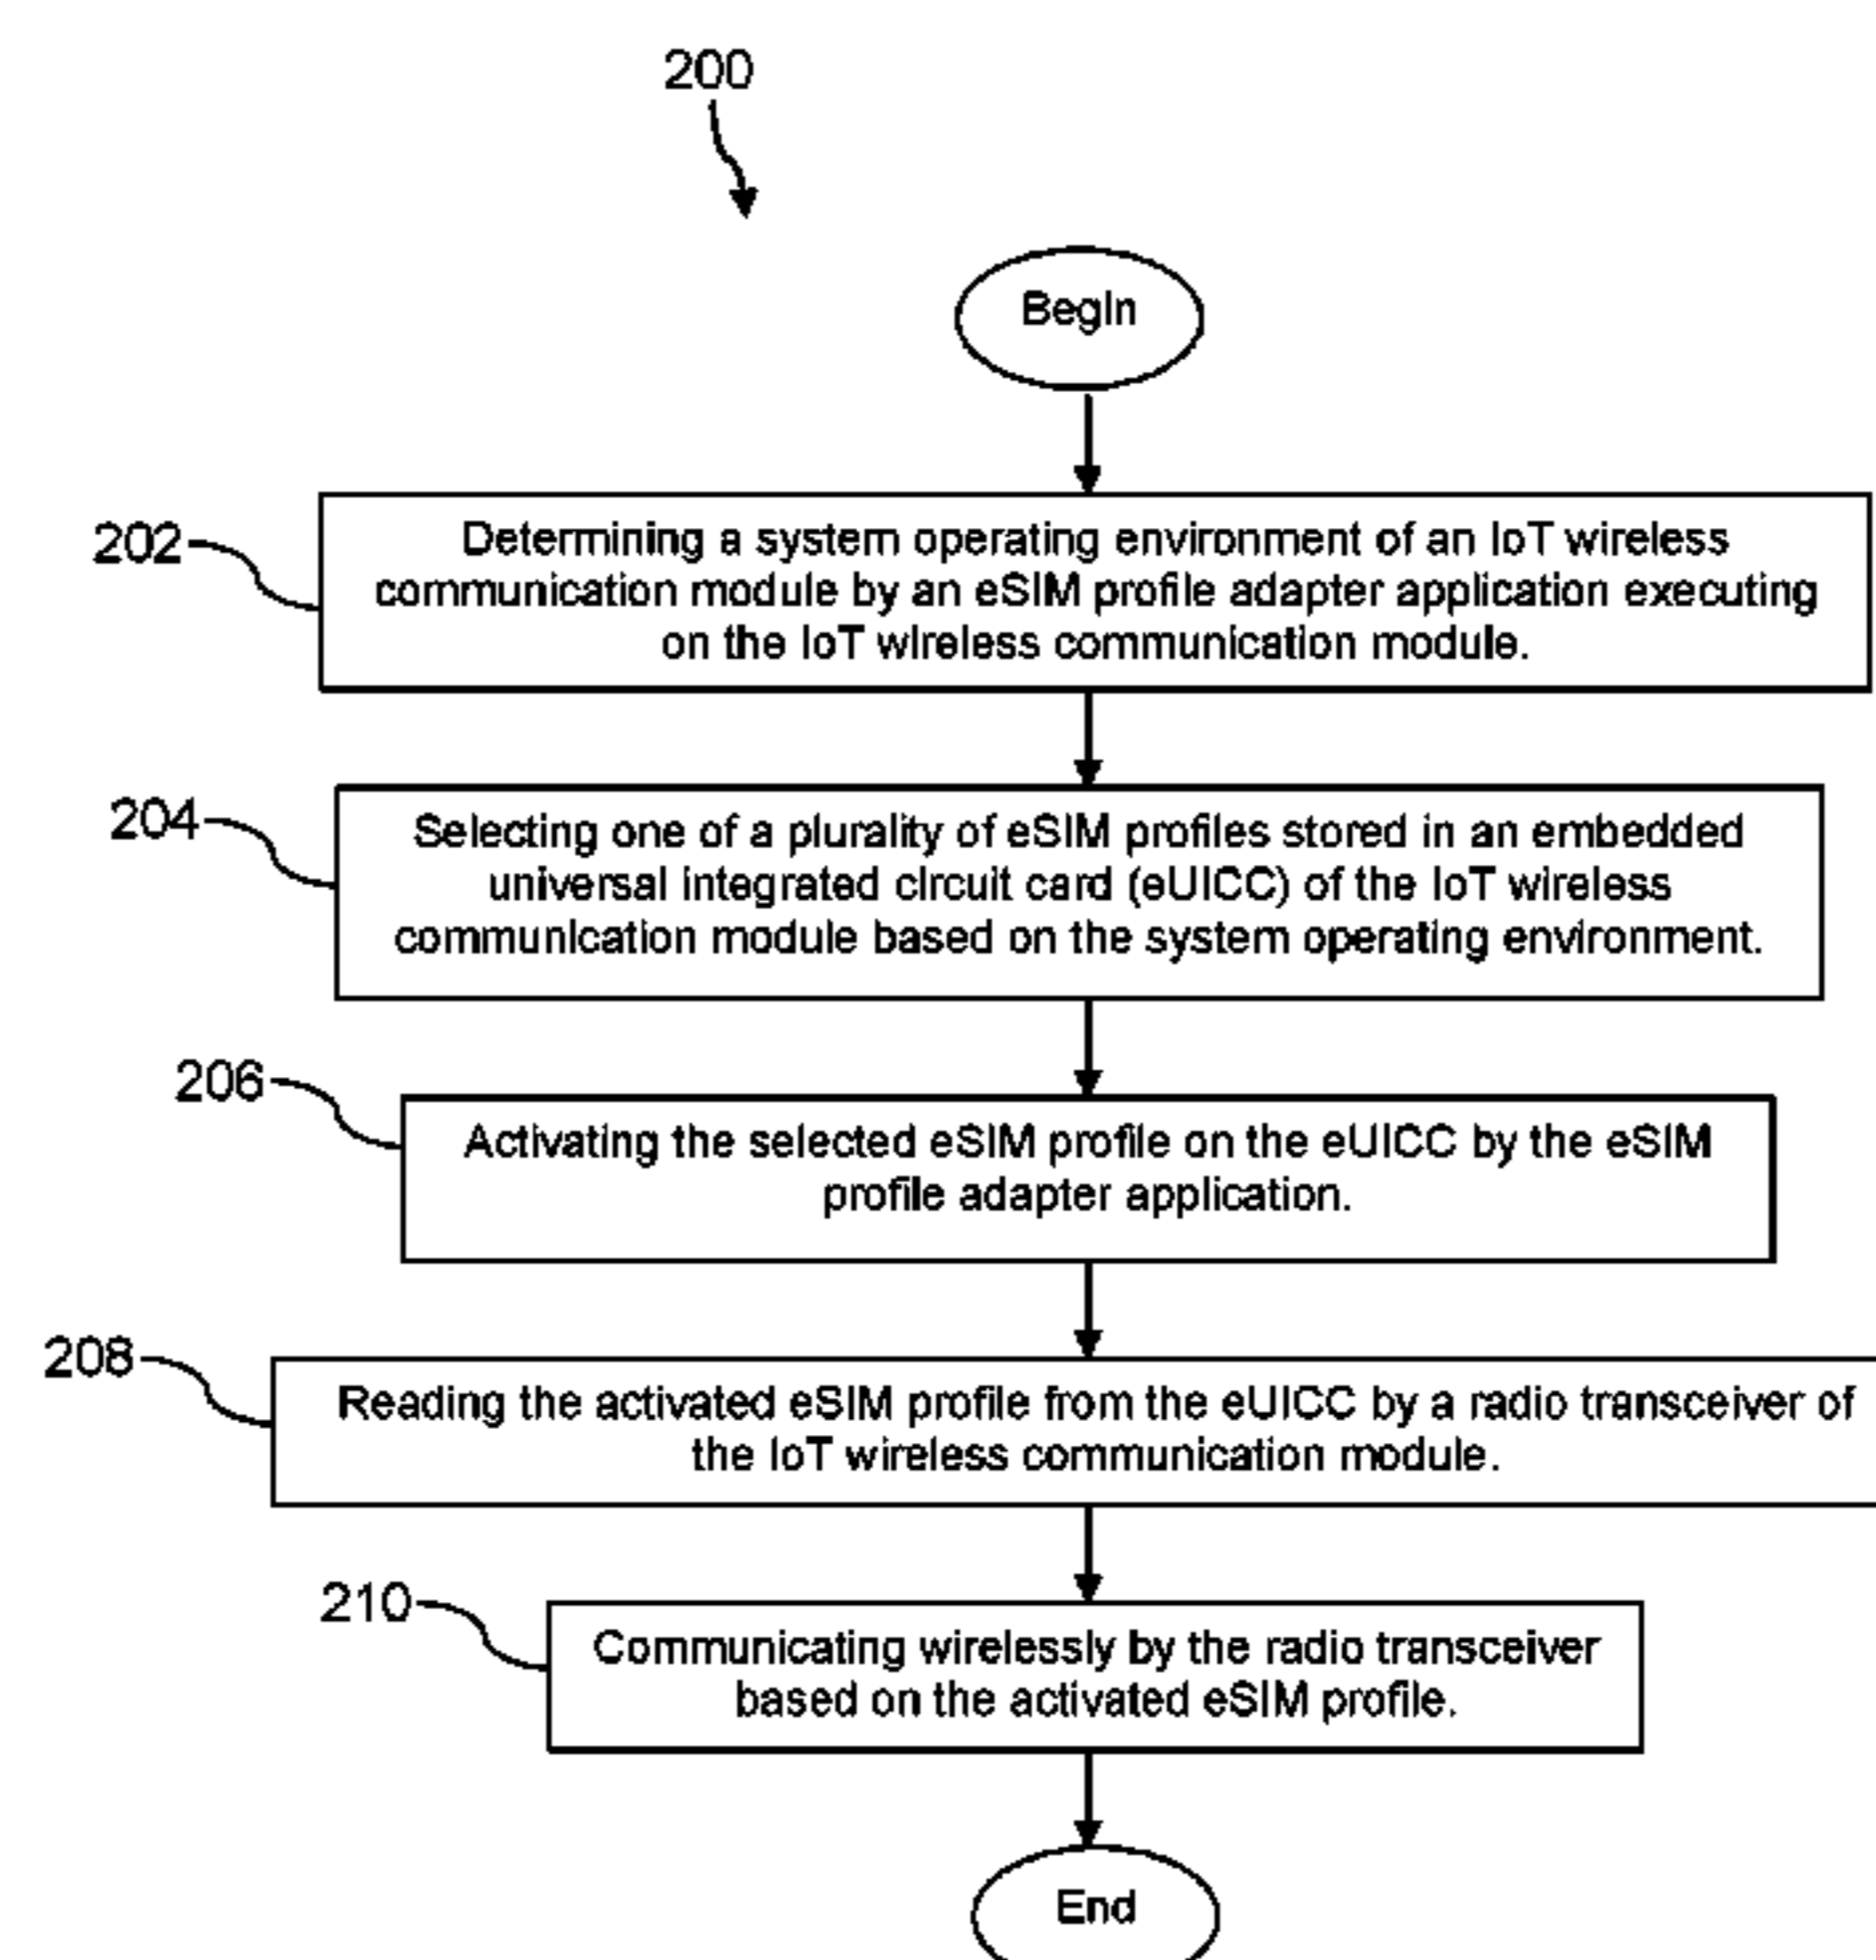 200
Begin
202
Determining a system operating environment of an IoT wireless
communication module by an eSIM profile adapter application executing
on the IoT wireless communication module.
204
Selecting one of a plurality of eSIM profiles stored in an embedded
universal integrated circuit card (eUICC) of the IoT wireless
communication module based on the system operating environment.
206
Activating the selected eSIM profile on the eUICC by the eSIM
profile adapter application.
208
Reading the activated eSIM profile from the eUICC by a radio transceiver of
the IoT wireless communication module.
210
Communicating wirelessly by the radio transceiver
based on the activated eSIM profile.
End